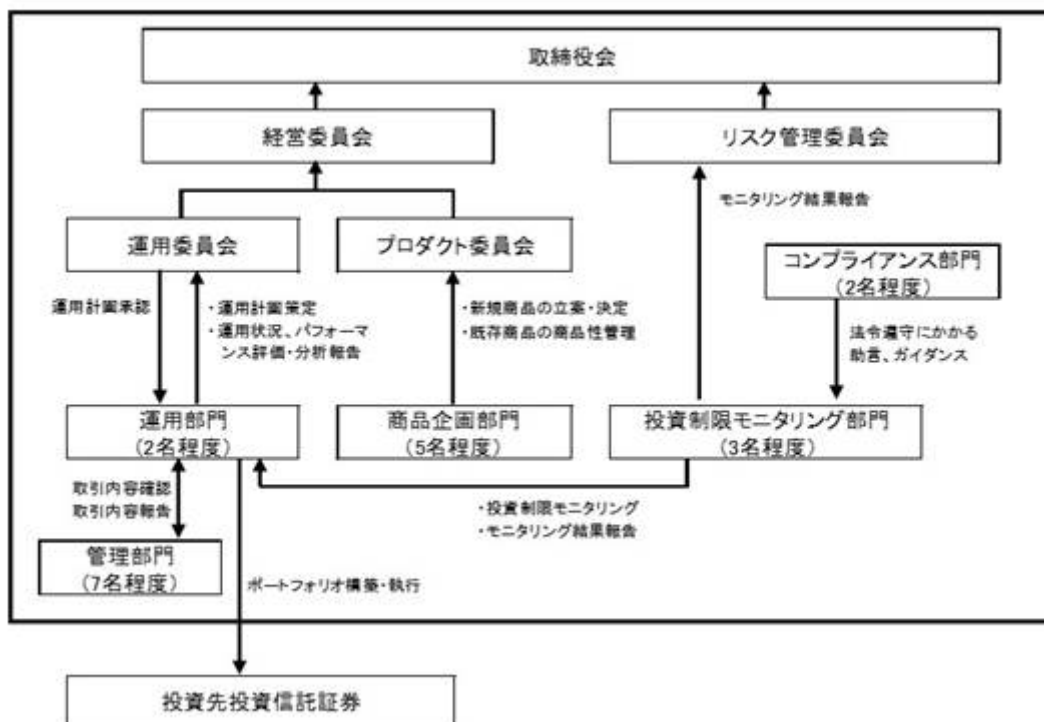 取締役会
経営委員会
リスク管理委員会
モニタリング結果報告
運用委員会
プロダクト委員会
コンプライアンス部門
(2名程度)
運用計画承認
・運用計画策定
・運用状況、パフォーマ
ンス評価・分析報告
・新規商品の立案・決定
・既存商品の商品性管理
法令遵守にかかる
助言、ガイダンス
運用部門
(2名程度)
商品企画部門
(5名程度)
投資制限モニタリング部門
(3名程度)
取引内容確認
取引内容報告
・投資制限モニタリング
・モニタリング結果報告
管理部門
(7名程度)
ポートフォリオ構築・執行
投資先投資信託証券